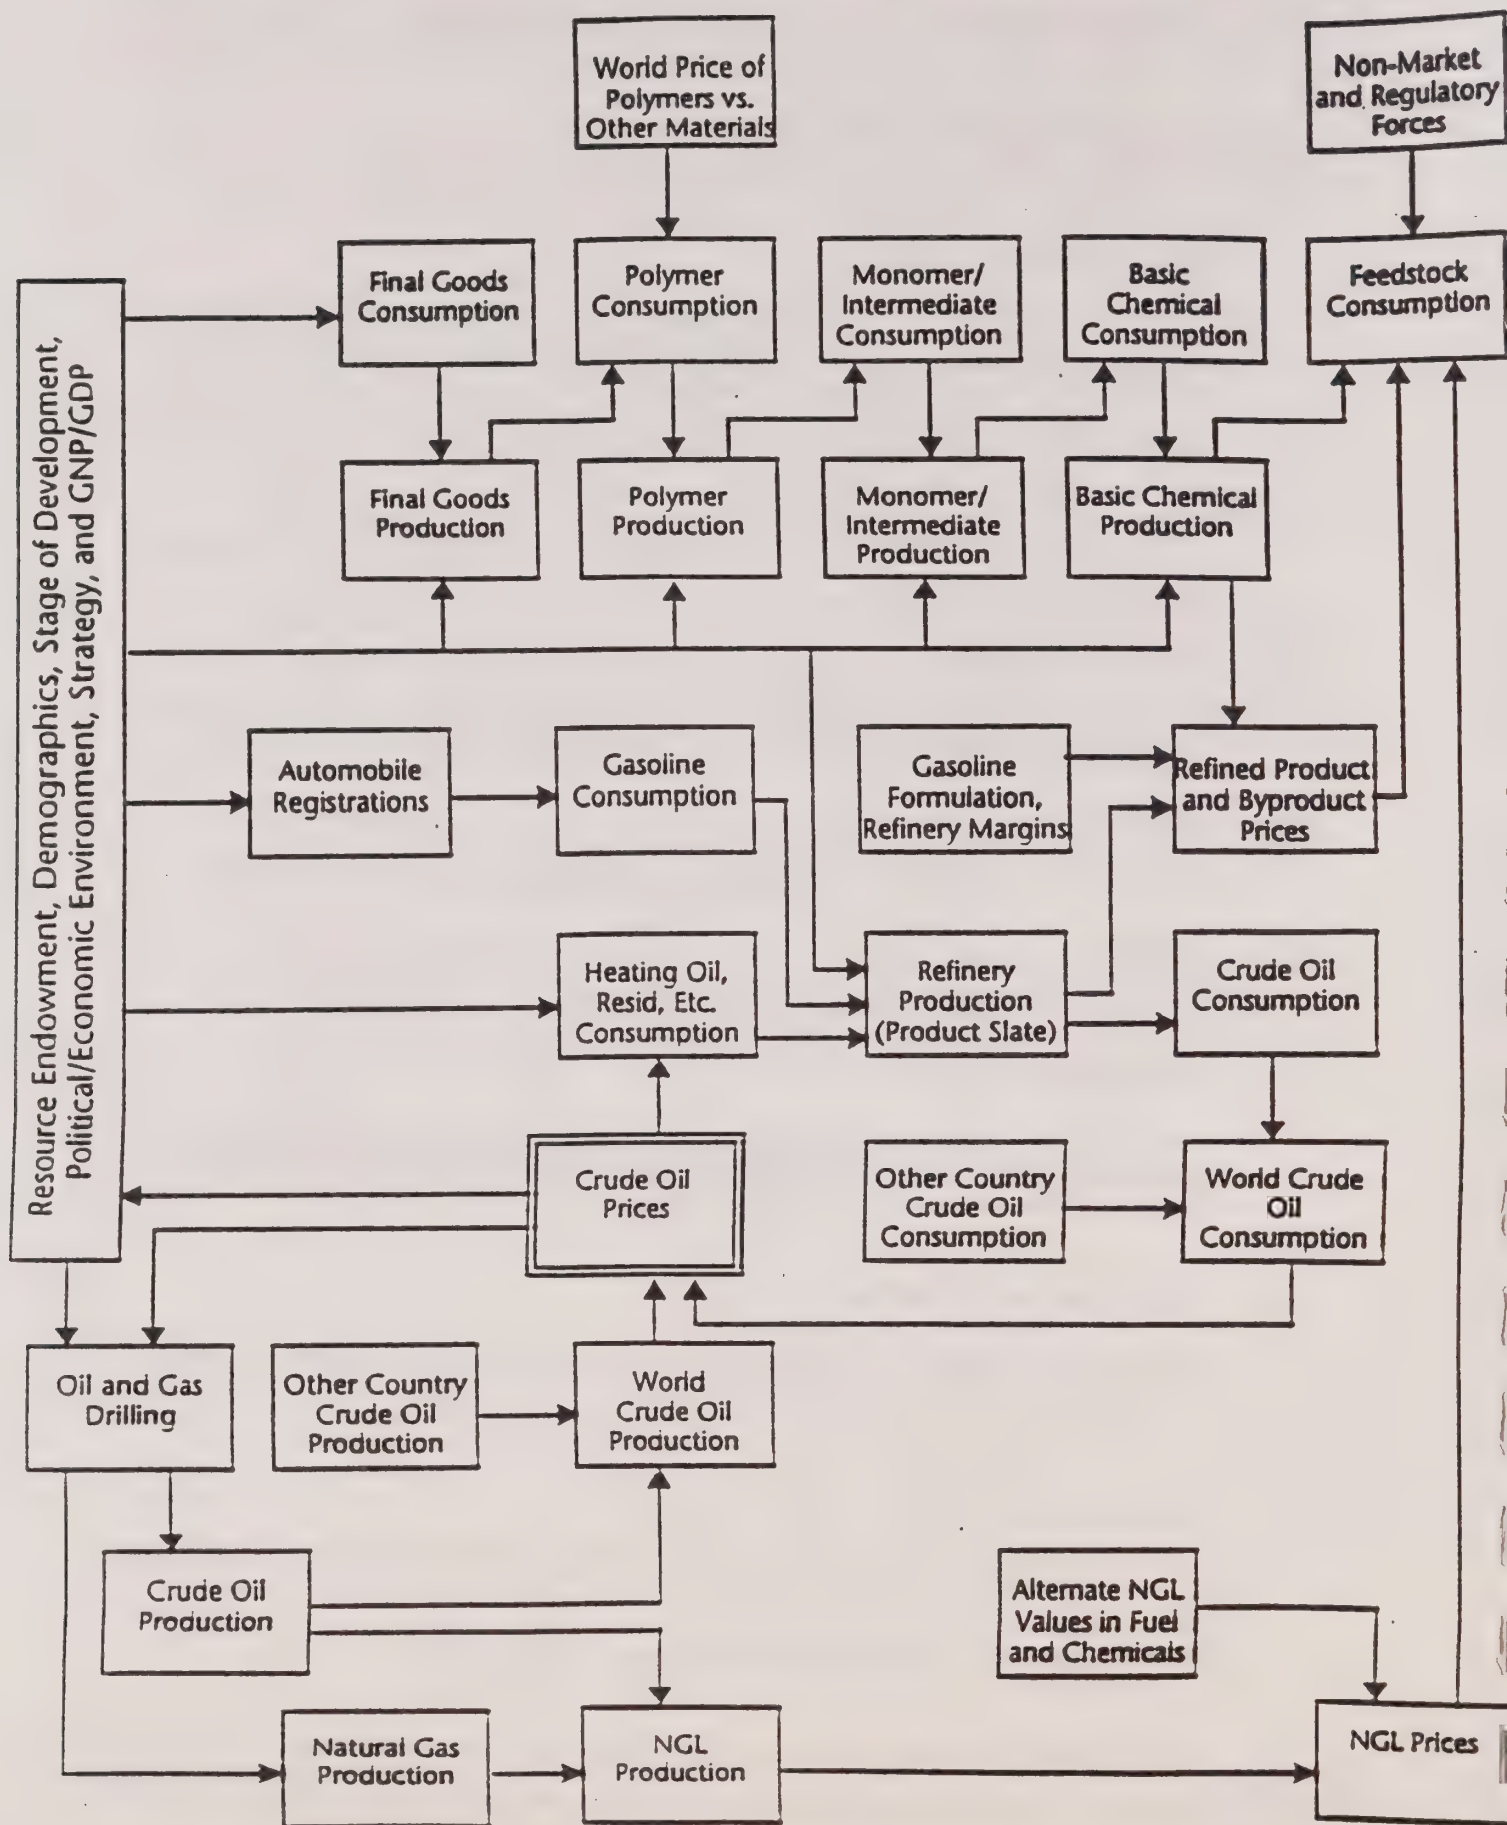 World Price of
Polymers vs.
Other Materials
Non-Market
and Regulatory
Forces
Resource Endowment, Demographics, Stage of Development,
Political/Economic Environment, Strategy, and GNP/GDP
Final Goods
Consumption
Polymer
Consumption
Monomer/
Intermediate
Consumption
Basic
Chemical
Consumption
Feedstock
Consumption
Final Goods
Production
Polymer
Production
Monomer/
Intermediate
Production
Basic Chemical
Production
Automobile
Registrations
Gasoline
Consumption
Gasoline
Formulation,
Refinery Margins
Refined Product
and Byproduct
Prices
Heating Oil,
Resid, Etc.
Consumption
Refinery
Production
(Product Slate)
Crude Oil
Consumption
Crude Oil
Prices
Other Country
Crude Oil
Consumption
World Crude
Oil
Consumption
Oil and Gas
Drilling
Other Country
Crude Oil
Production
World
Crude Oil
Production
Crude Oil
Production
Alternate NGL
Values in Fuel
and Chemicals
Natural Gas
Production
NGL
Production
NGL Prices